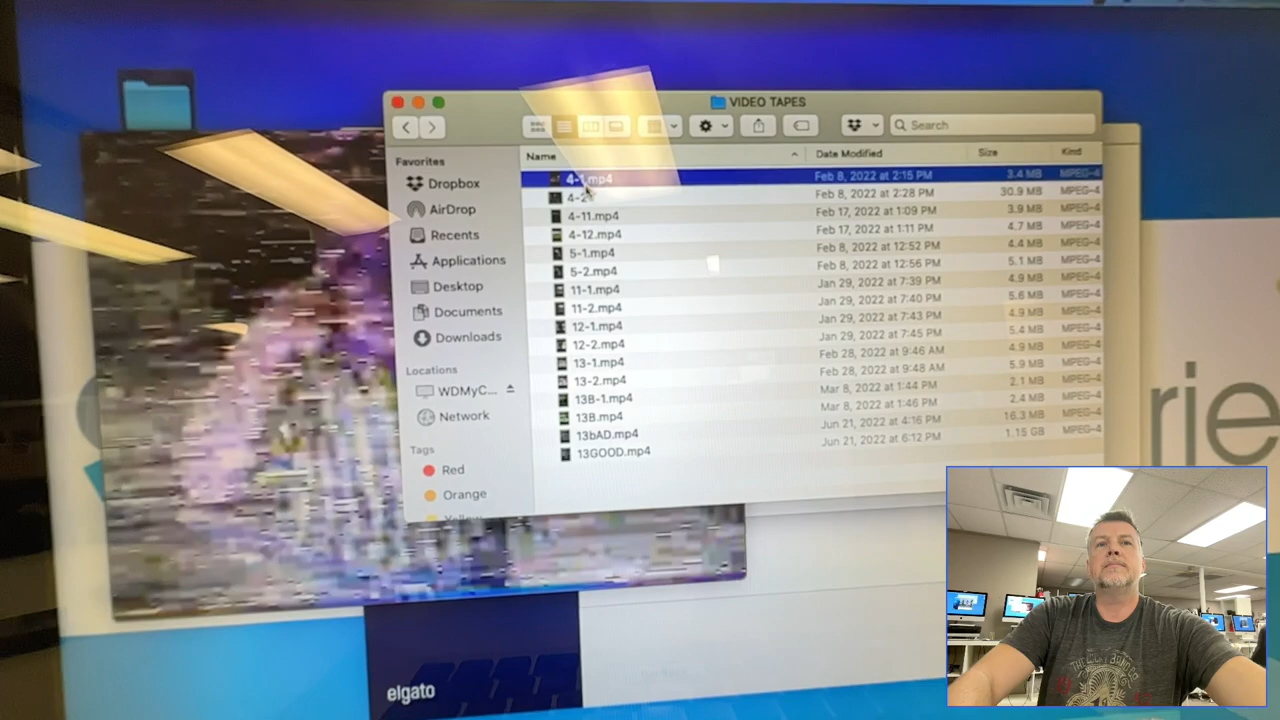 VIDEO TAPES
Search
Favorites
Dropbox
AirDrop
Recents
Applications
Desktop
Documents
Downloads
Locations
WDMyC...
Network
Tags
Red
Orange
Name Date Modified Size Kind
4-1.mp4 Feb 8, 2022 at 2:15 PM 3.4 MB MPEG-4
4-2 Feb 8, 2022 at 2:28 PM 30.9 MB MPEG-4
4-11.mp4 Feb 17, 2022 at 1:09 PM 3.9 MB MPEG-4
4-12.mp4 Feb 17, 2022 at 1:11 PM 4.7 MB MPEG-4
5-1.mp4 Feb 8, 2022 at 12:52 PM 4.4 MB MPEG-4
5-2.mp4 Feb 8, 2022 at 12:56 PM 5.1 MB MPEG-4
11-1.mp4 Jan 29, 2022 at 7:39 PM 4.9 MB MPEG-4
11-2.mp4 Jan 29, 2022 at 7:40 PM 5.6 MB MPEG-4
12-1.mp4 Jan 29, 2022 at 7:43 PM 4.9 MB MPEG-4
12-2.mp4 Jan 29, 2022 at 7:45 PM 5.4 MB MPEG-4
13-1.mp4 Feb 28, 2022 at 9:46 AM 4.9 MB MPEG-4
13-2.mp4 Feb 28, 2022 at 9:48 AM 5.9 MB MPEG-4
13B-1.mp4 Mar 8, 2022 at 1:44 PM 2.1 MB MPEG-4
13B.mp4 Mar 8, 2022 at 1:46 PM 2.4 MB MPEG-4
13bAD.mp4 Jun 21, 2022 at 4:16 PM 16.3 MB MPEG-4
13GOOD.mp4 Jun 21, 2022 at 6:12 PM 1.15 GB MPEG-4
rie
elgato